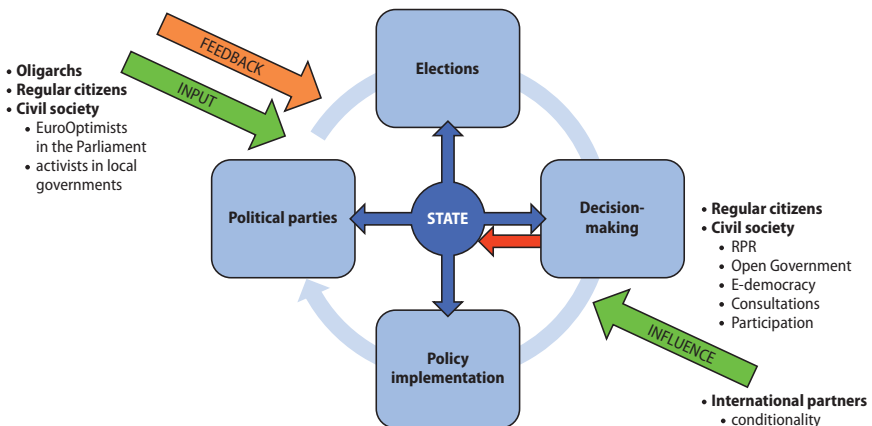 FEEDBACK
INPUT
• Oligarchs
• Regular citizens
• Civil society
• EuroOptimists
in the Parliament
• activists in local
governments
Elections
Political parties
STATE
Decision-
making
Policy
implementation
• Regular citizens
• Civil society
• RPR
• Open Government
• E-democracy
• Consultations
• Participation
INFLUENCE
• International partners
• conditionality